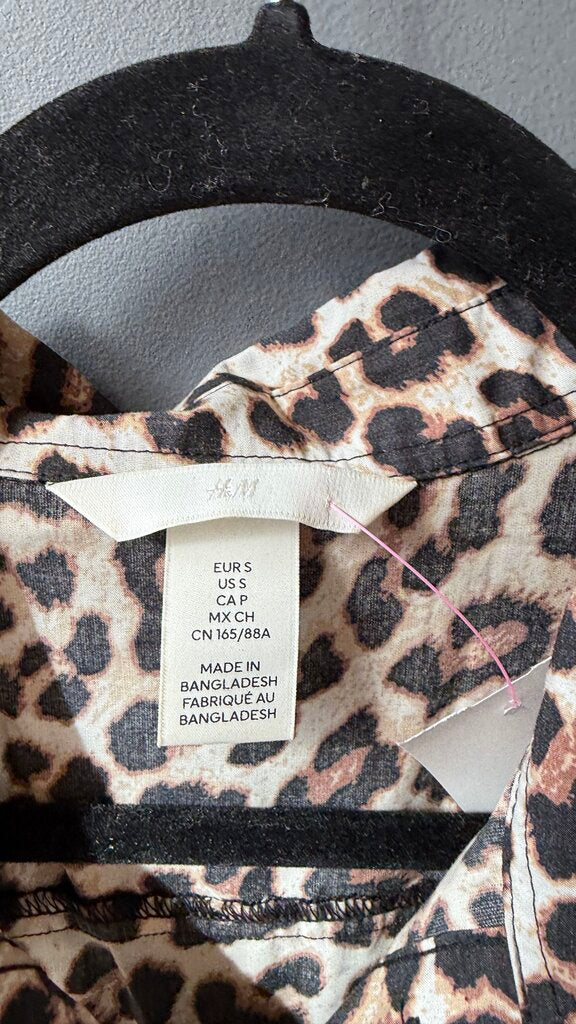 H&M
EUR S
US S
CA P
MX CH
CN 165/88A
MADE IN
BANGLADESH
FABRIQUÉ AU
BANGLADESH